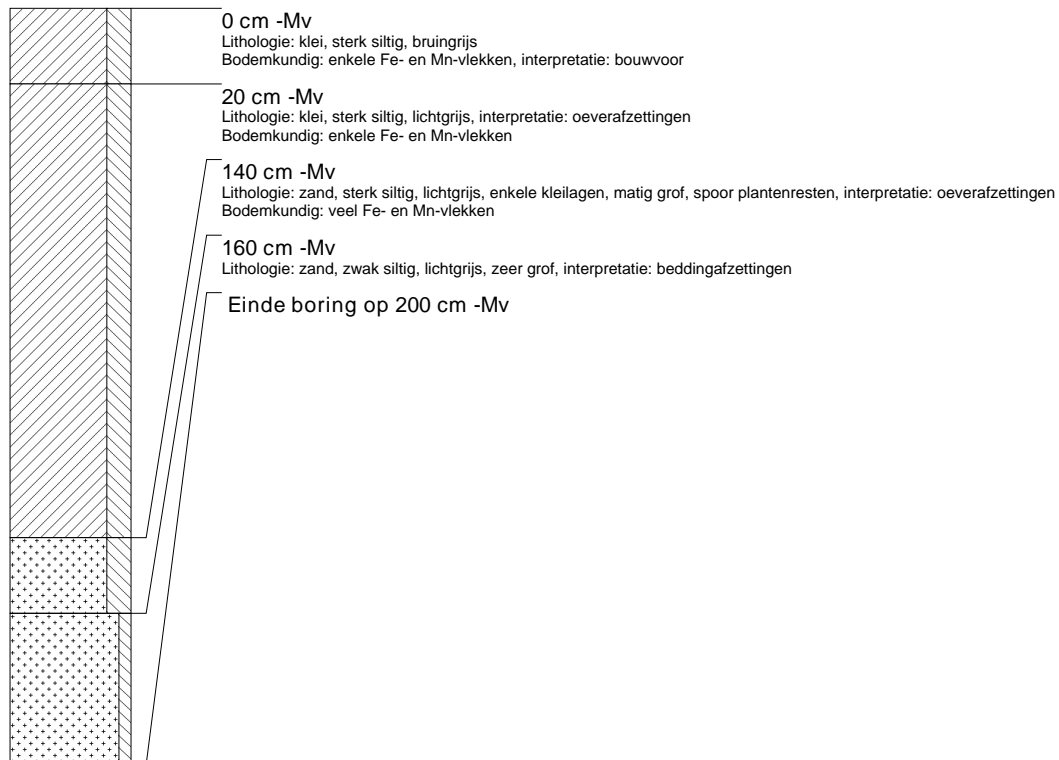 0 cm -Mv
Lithologie: klei, sterk siltig, bruingrijs
Bodemkundig: enkele Fe- en Mn-vlekken, interpretatie: bouwvoor
20 cm -Mv
Lithologie: klei, sterk siltig, lichtgrijs, interpretatie: oeverafzettingen
Bodemkundig: enkele Fe- en Mn-vlekken
140 cm -Mv
Lithologie: zand, sterk siltig, lichtgrijs, enkele kleilagen, matig grof, spoor plantenresten, interpretatie: oeverafzettingen
Bodemkundig: veel Fe- en Mn-vlekken
160 cm -Mv
Lithologie: zand, zwak siltig, lichtgrijs, zeer grof, interpretatie: beddingafzettingen
Einde boring op 200 cm -Mv